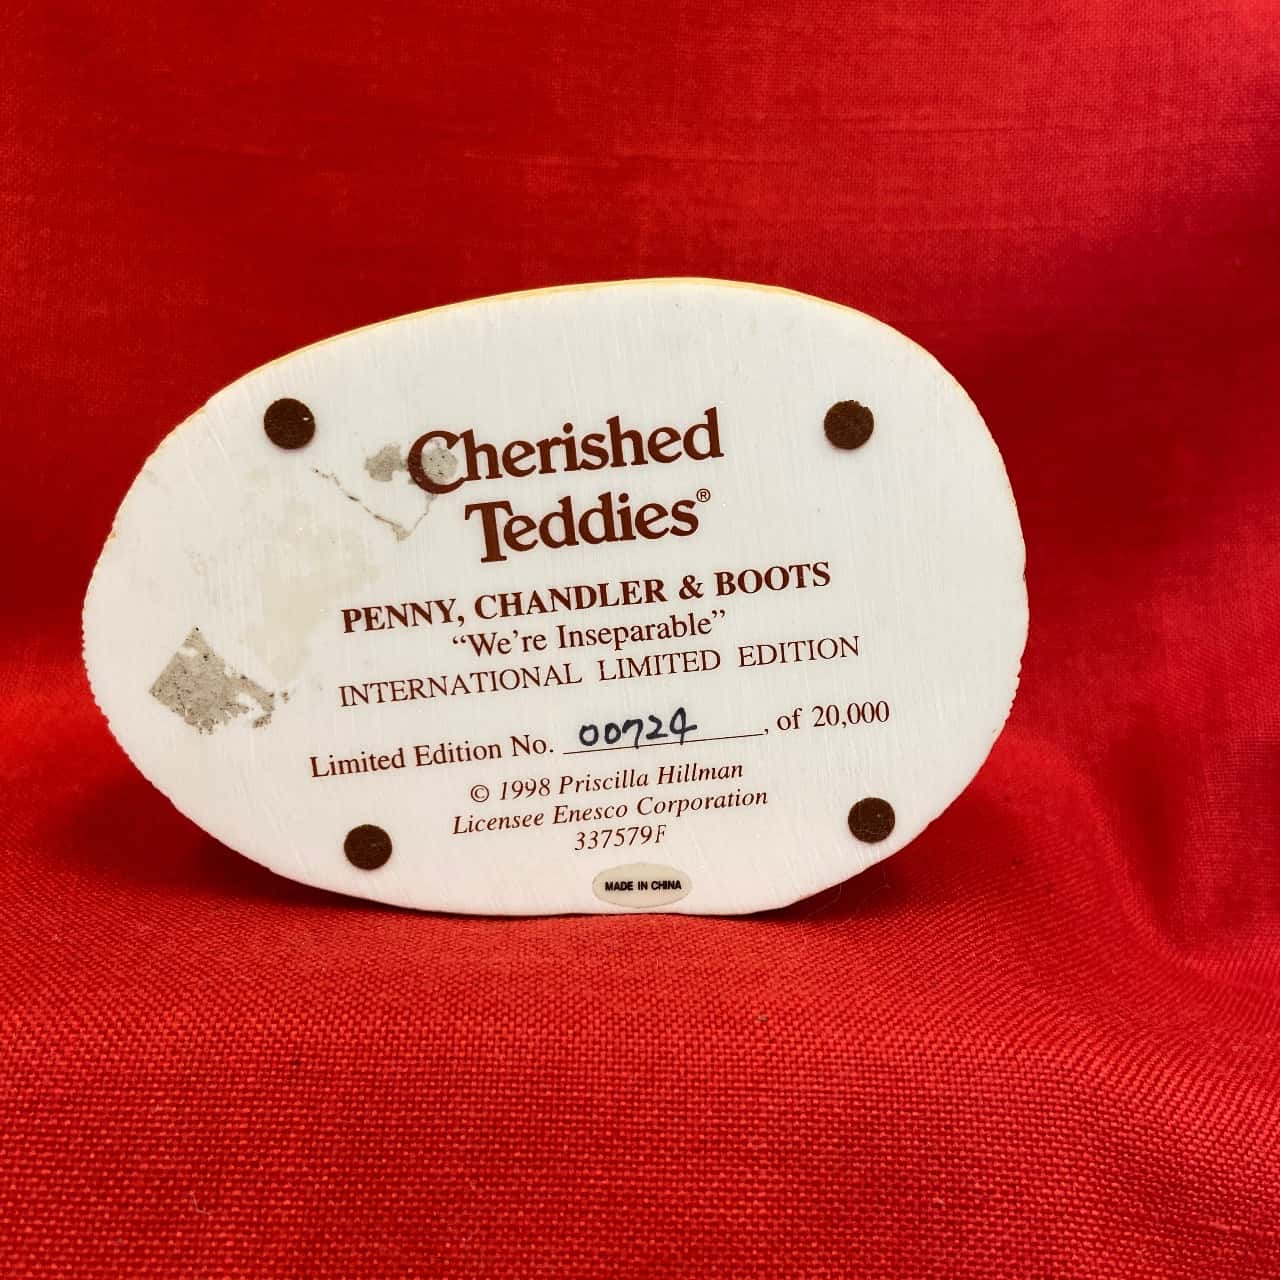 Cherished
Teddies®
PENNY, CHANDLER & BOOTS
“We’re Inseparable”
INTERNATIONAL LIMITED EDITION
Limited Edition No. 00724, of 20,000
© 1998 Priscilla Hillman
Licensee Enesco Corporation
337579F
MADE IN CHINA